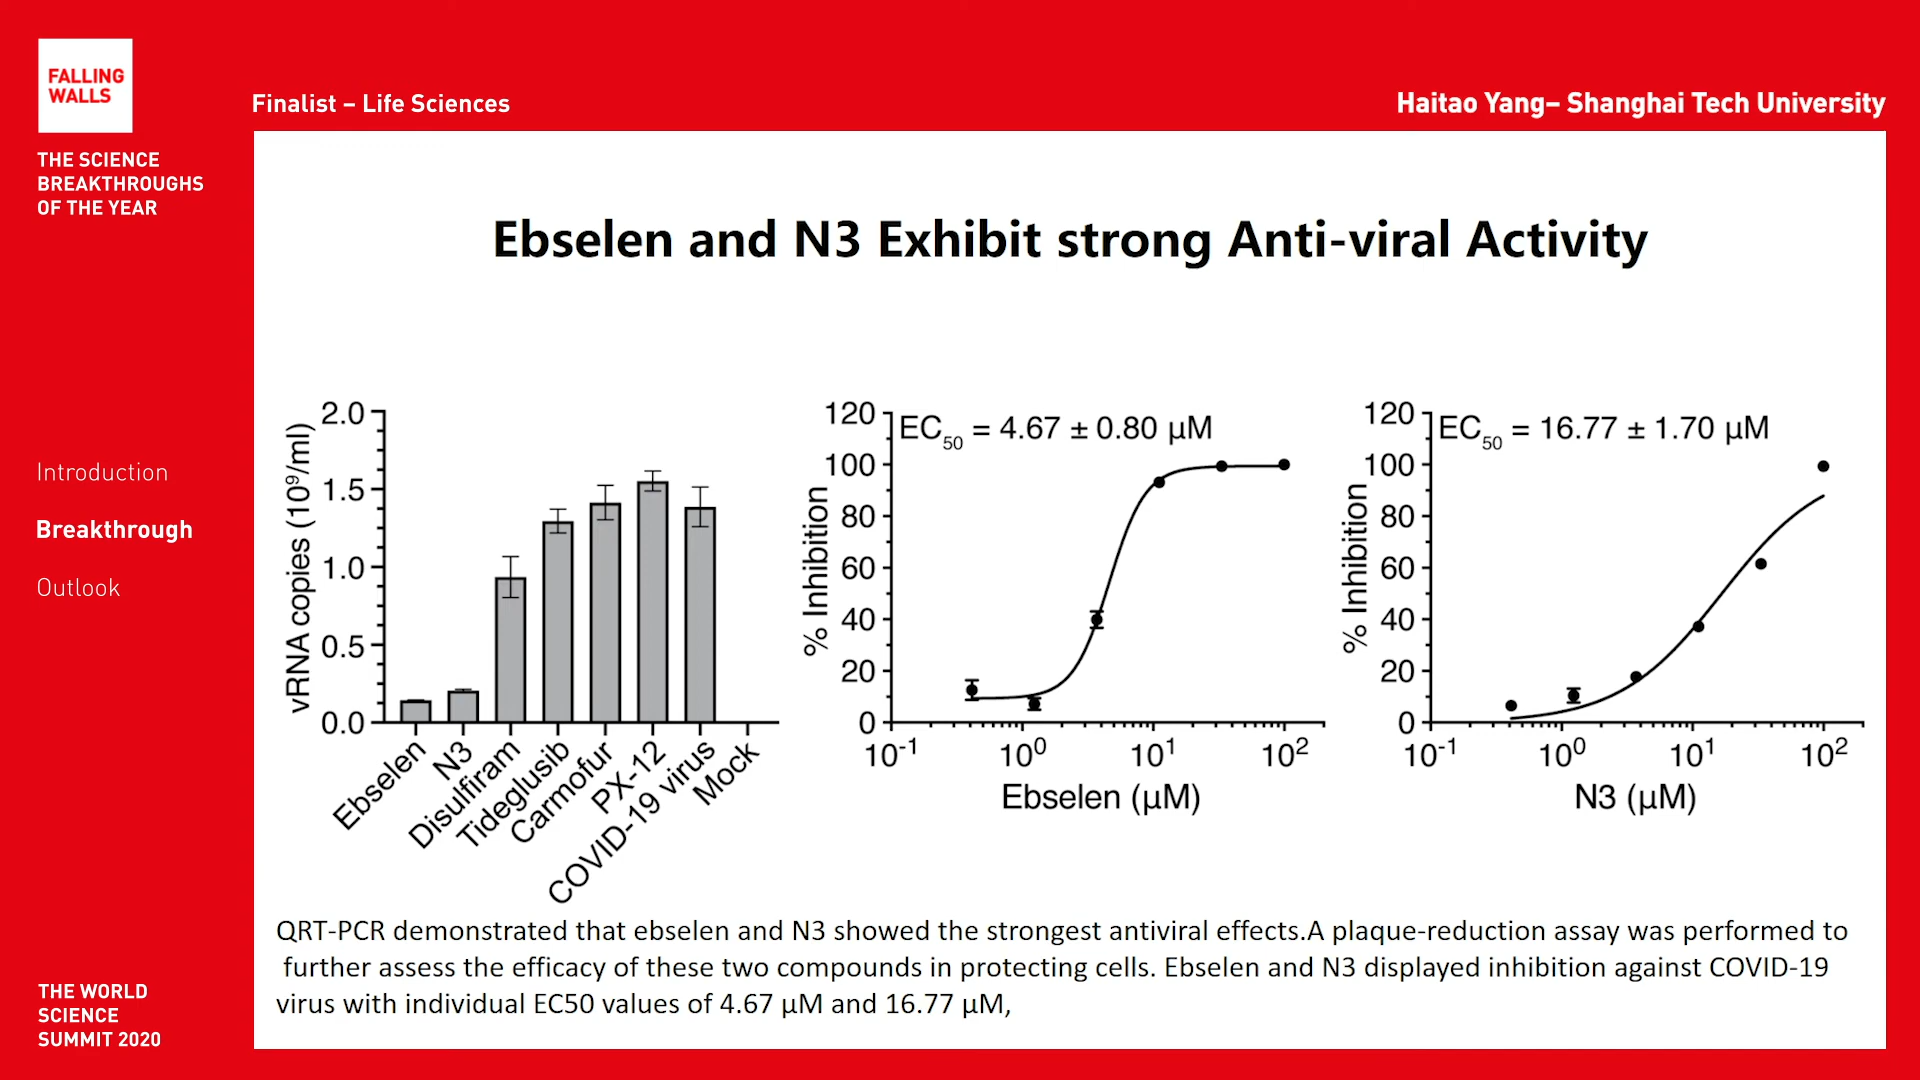 FALLING
WALLS
THE SCIENCE
BREAKTHROUGHS
OF THE YEAR
Finalist – Life Sciences
Haitao Yang– Shanghai Tech University
Introduction
Breakthrough
Outlook
THE WORLD
SCIENCE
SUMMIT 2020
Ebselen and N3 Exhibit strong Anti-viral Activity
vRNA copies (10⁹/ml)
2.0
1.5
1.0
0.5
0.0
Ebselen
N3
Disulfiram
Tideglusib
Carmofur
PX-12
COVID-19 virus
Mock
EC₅₀ = 4.67 ± 0.80 µM
% Inhibition
120
100
80
60
40
20
0
10⁻¹ 10⁰ 10¹ 10²
Ebselen (µM)
EC₅₀ = 16.77 ± 1.70 µM
% Inhibition
120
100
80
60
40
20
0
10⁻¹ 10⁰ 10¹ 10²
N3 (µM)
QRT-PCR demonstrated that ebselen and N3 showed the strongest antiviral effects.A plaque-reduction assay was performed to
further assess the efficacy of these two compounds in protecting cells. Ebselen and N3 displayed inhibition against COVID-19
virus with individual EC50 values of 4.67 µM and 16.77 µM,